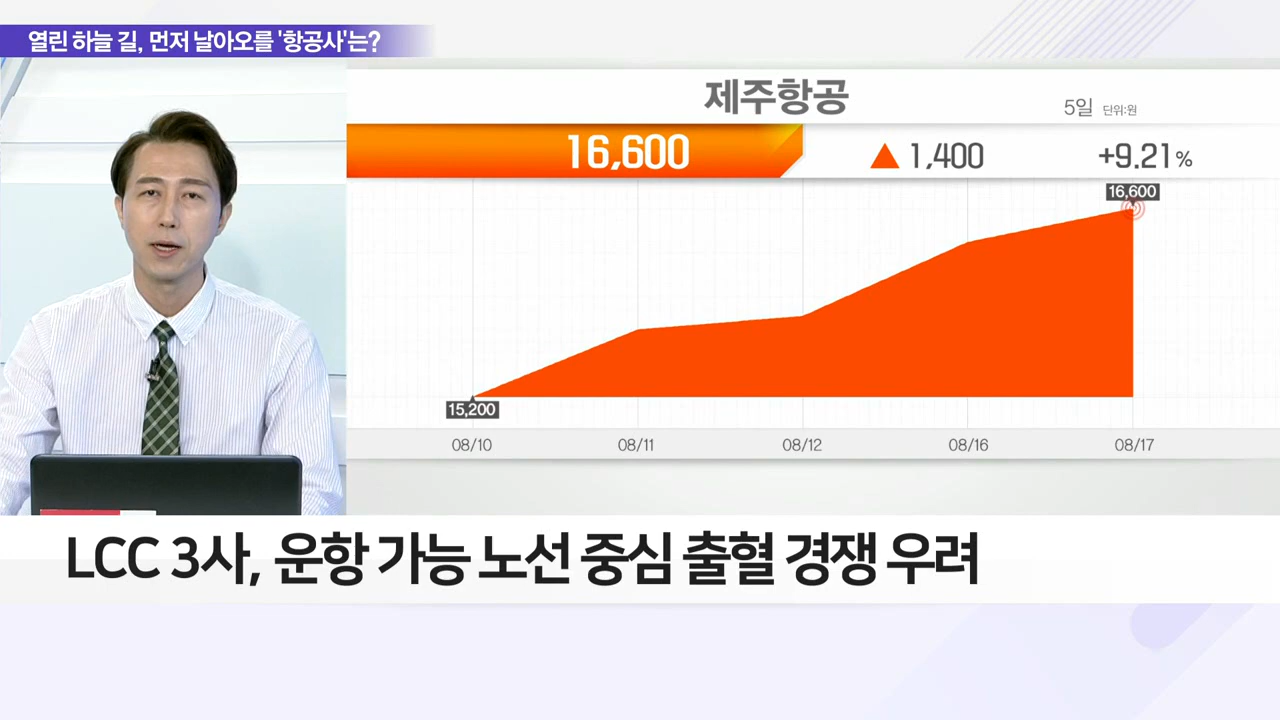 열린 하늘 길, 먼저 날아오를 '항공사'는?
제주항공
5일 단위:원
16,600 ▲ 1,400 +9.21%
16,600
15,200
08/10 08/11 08/12 08/16 08/17
LCC 3사, 운항 가능 노선 중심 출혈 경쟁 우려